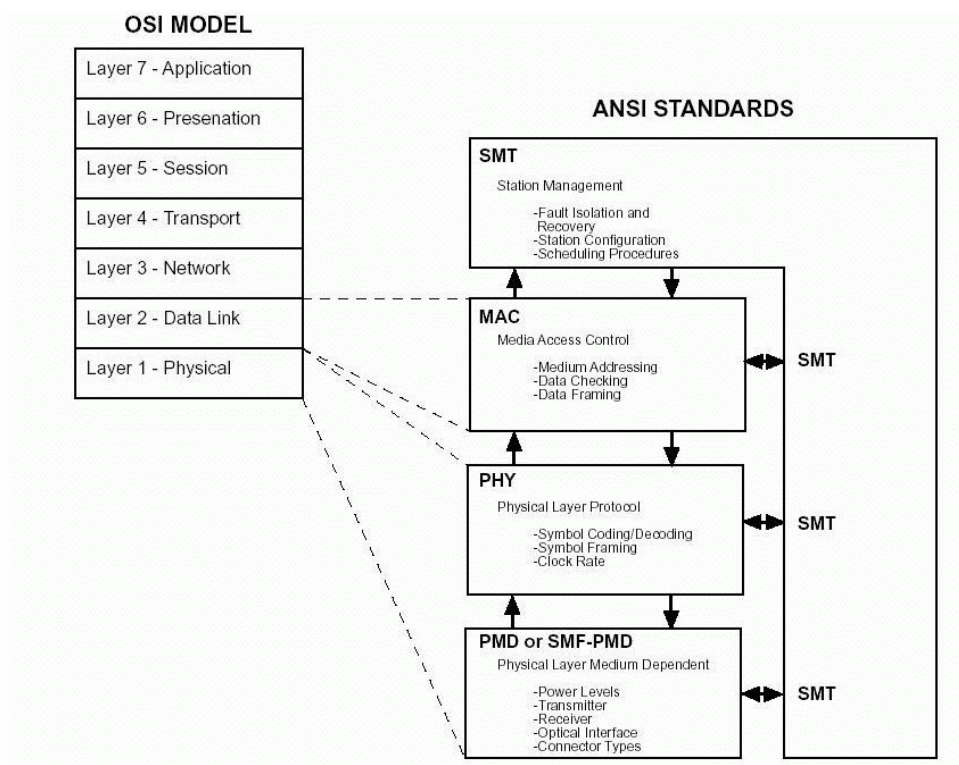 OSI MODEL
Layer 7 - Application
Layer 6 - Presenation
Layer 5 - Session
Layer 4 - Transport
Layer 3 - Network
Layer 2 - Data Link
Layer 1 - Physical
ANSI STANDARDS
SMT
Station Management
-Fault Isolation and
Recovery
-Station Configuration
-Scheduling Procedures
MAC
Media Access Control
-Medium Addressing
-Data Checking
-Data Framing
SMT
PHY
Physical Layer Protocol
-Symbol Coding/Decoding
-Symbol Framing
-Clock Rate
SMT
PMD or SMF-PMD
Physical Layer Medium Dependent
-Power Levels
-Transmitter
-Receiver
-Optical Interface
-Connector Types
SMT